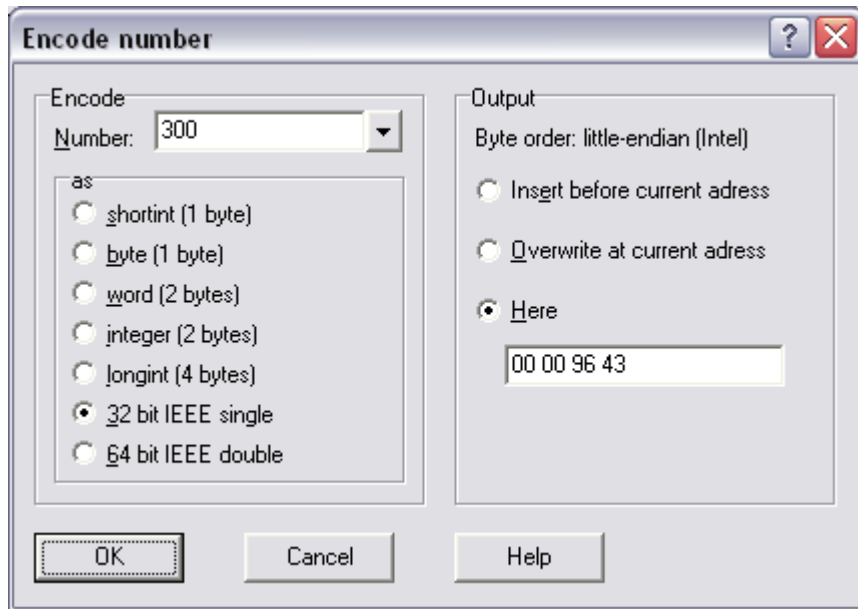 Encode number
Encode
Number: 300
as
shortint (1 byte)
byte (1 byte)
word (2 bytes)
integer (2 bytes)
longint (4 bytes)
32 bit IEEE single
64 bit IEEE double
Output
Byte order: little-endian (Intel)
Insert before current adress
Overwrite at current adress
Here
00 00 96 43
OK
Cancel
Help